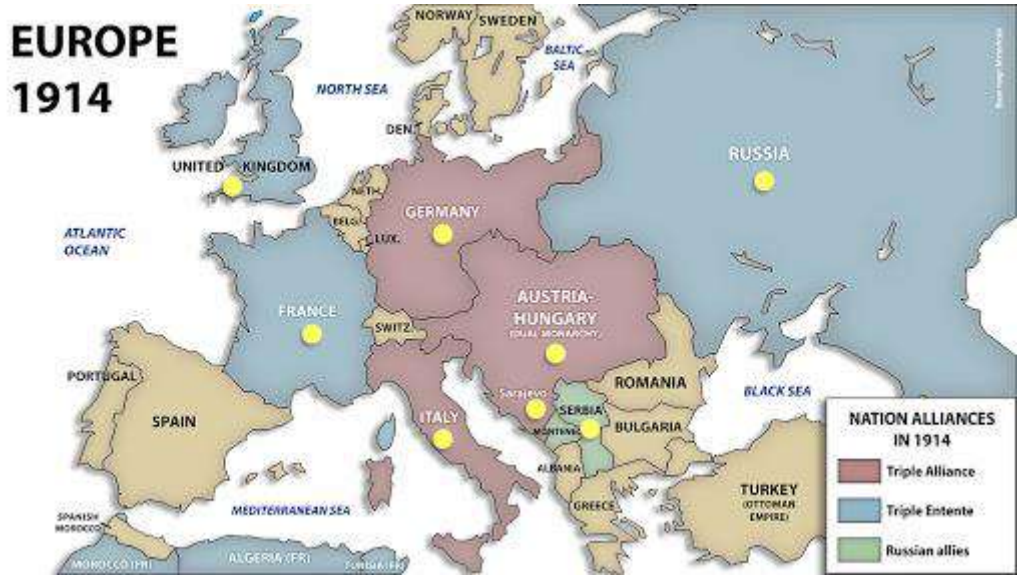 EUROPE
1914
NORWAY
SWEDEN
BALTIC
SEA
NORTH SEA
DEN.
UNITED KINGDOM
RUSSIA
NETH.
BELG.
LUX.
GERMANY
ATLANTIC
OCEAN
FRANCE
SWITZ.
AUSTRIA-
HUNGARY
(DUAL MONARCHY)
PORTUGAL
SPAIN
ITALY
Sarajevo
SERBIA
ROMANIA
BLACK SEA
BULGARIA
ALBANIA
GREECE
TURKEY
(OTTOMAN
EMPIRE)
MEDITERRANEAN SEA
SPANISH
MOROCCO
MOROCCO (FR)
ALGERIA (FR)
TUNISIA (FR)
NATION ALLIANCES
IN 1914
Triple Alliance
Triple Entente
Russian allies